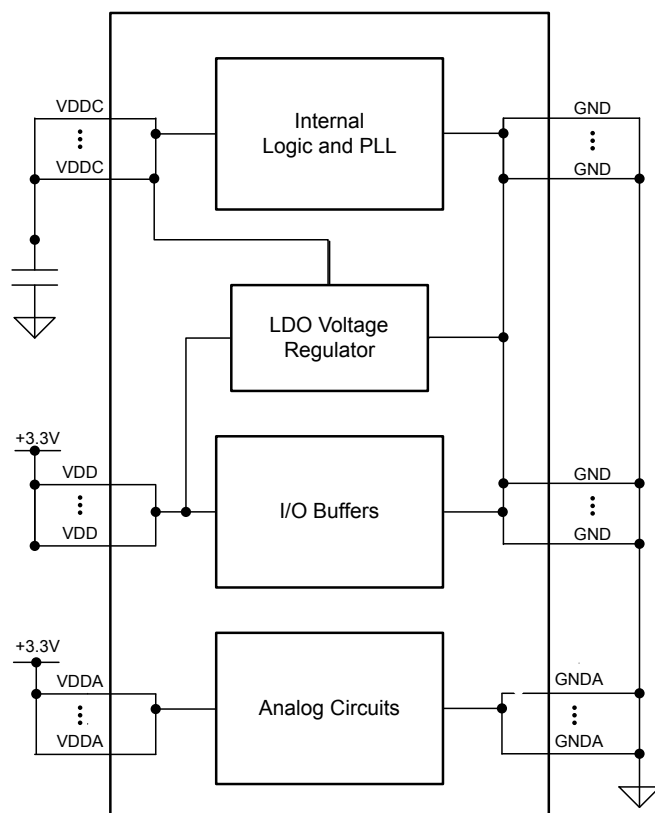 VDDC
VDDC
Internal
Logic and PLL
GND
GND
LDO Voltage
Regulator
+3.3V
VDD
VDD
I/O Buffers
GND
GND
+3.3V
VDDA
VDDA
Analog Circuits
GNDA
GNDA